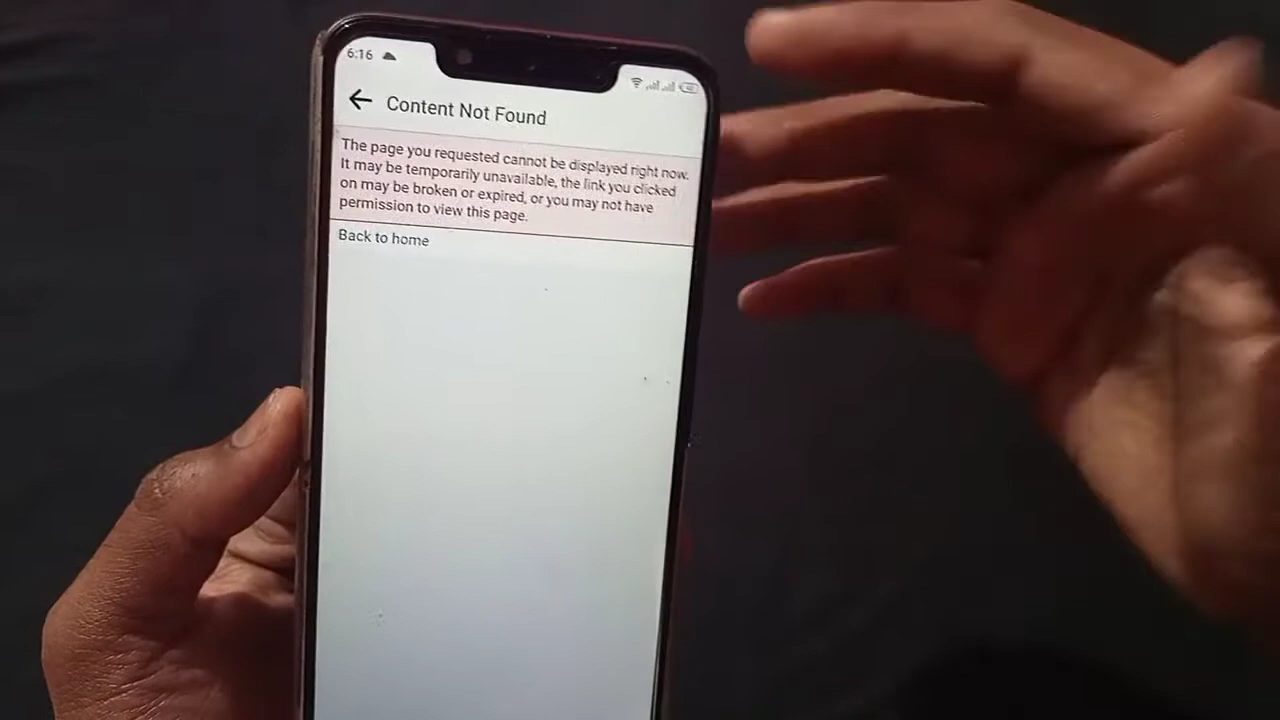 6:16
Content Not Found
The page you requested cannot be displayed right now.
It may be temporarily unavailable, the link you clicked
on may be broken or expired, or you may not have
permission to view this page.
Back to home